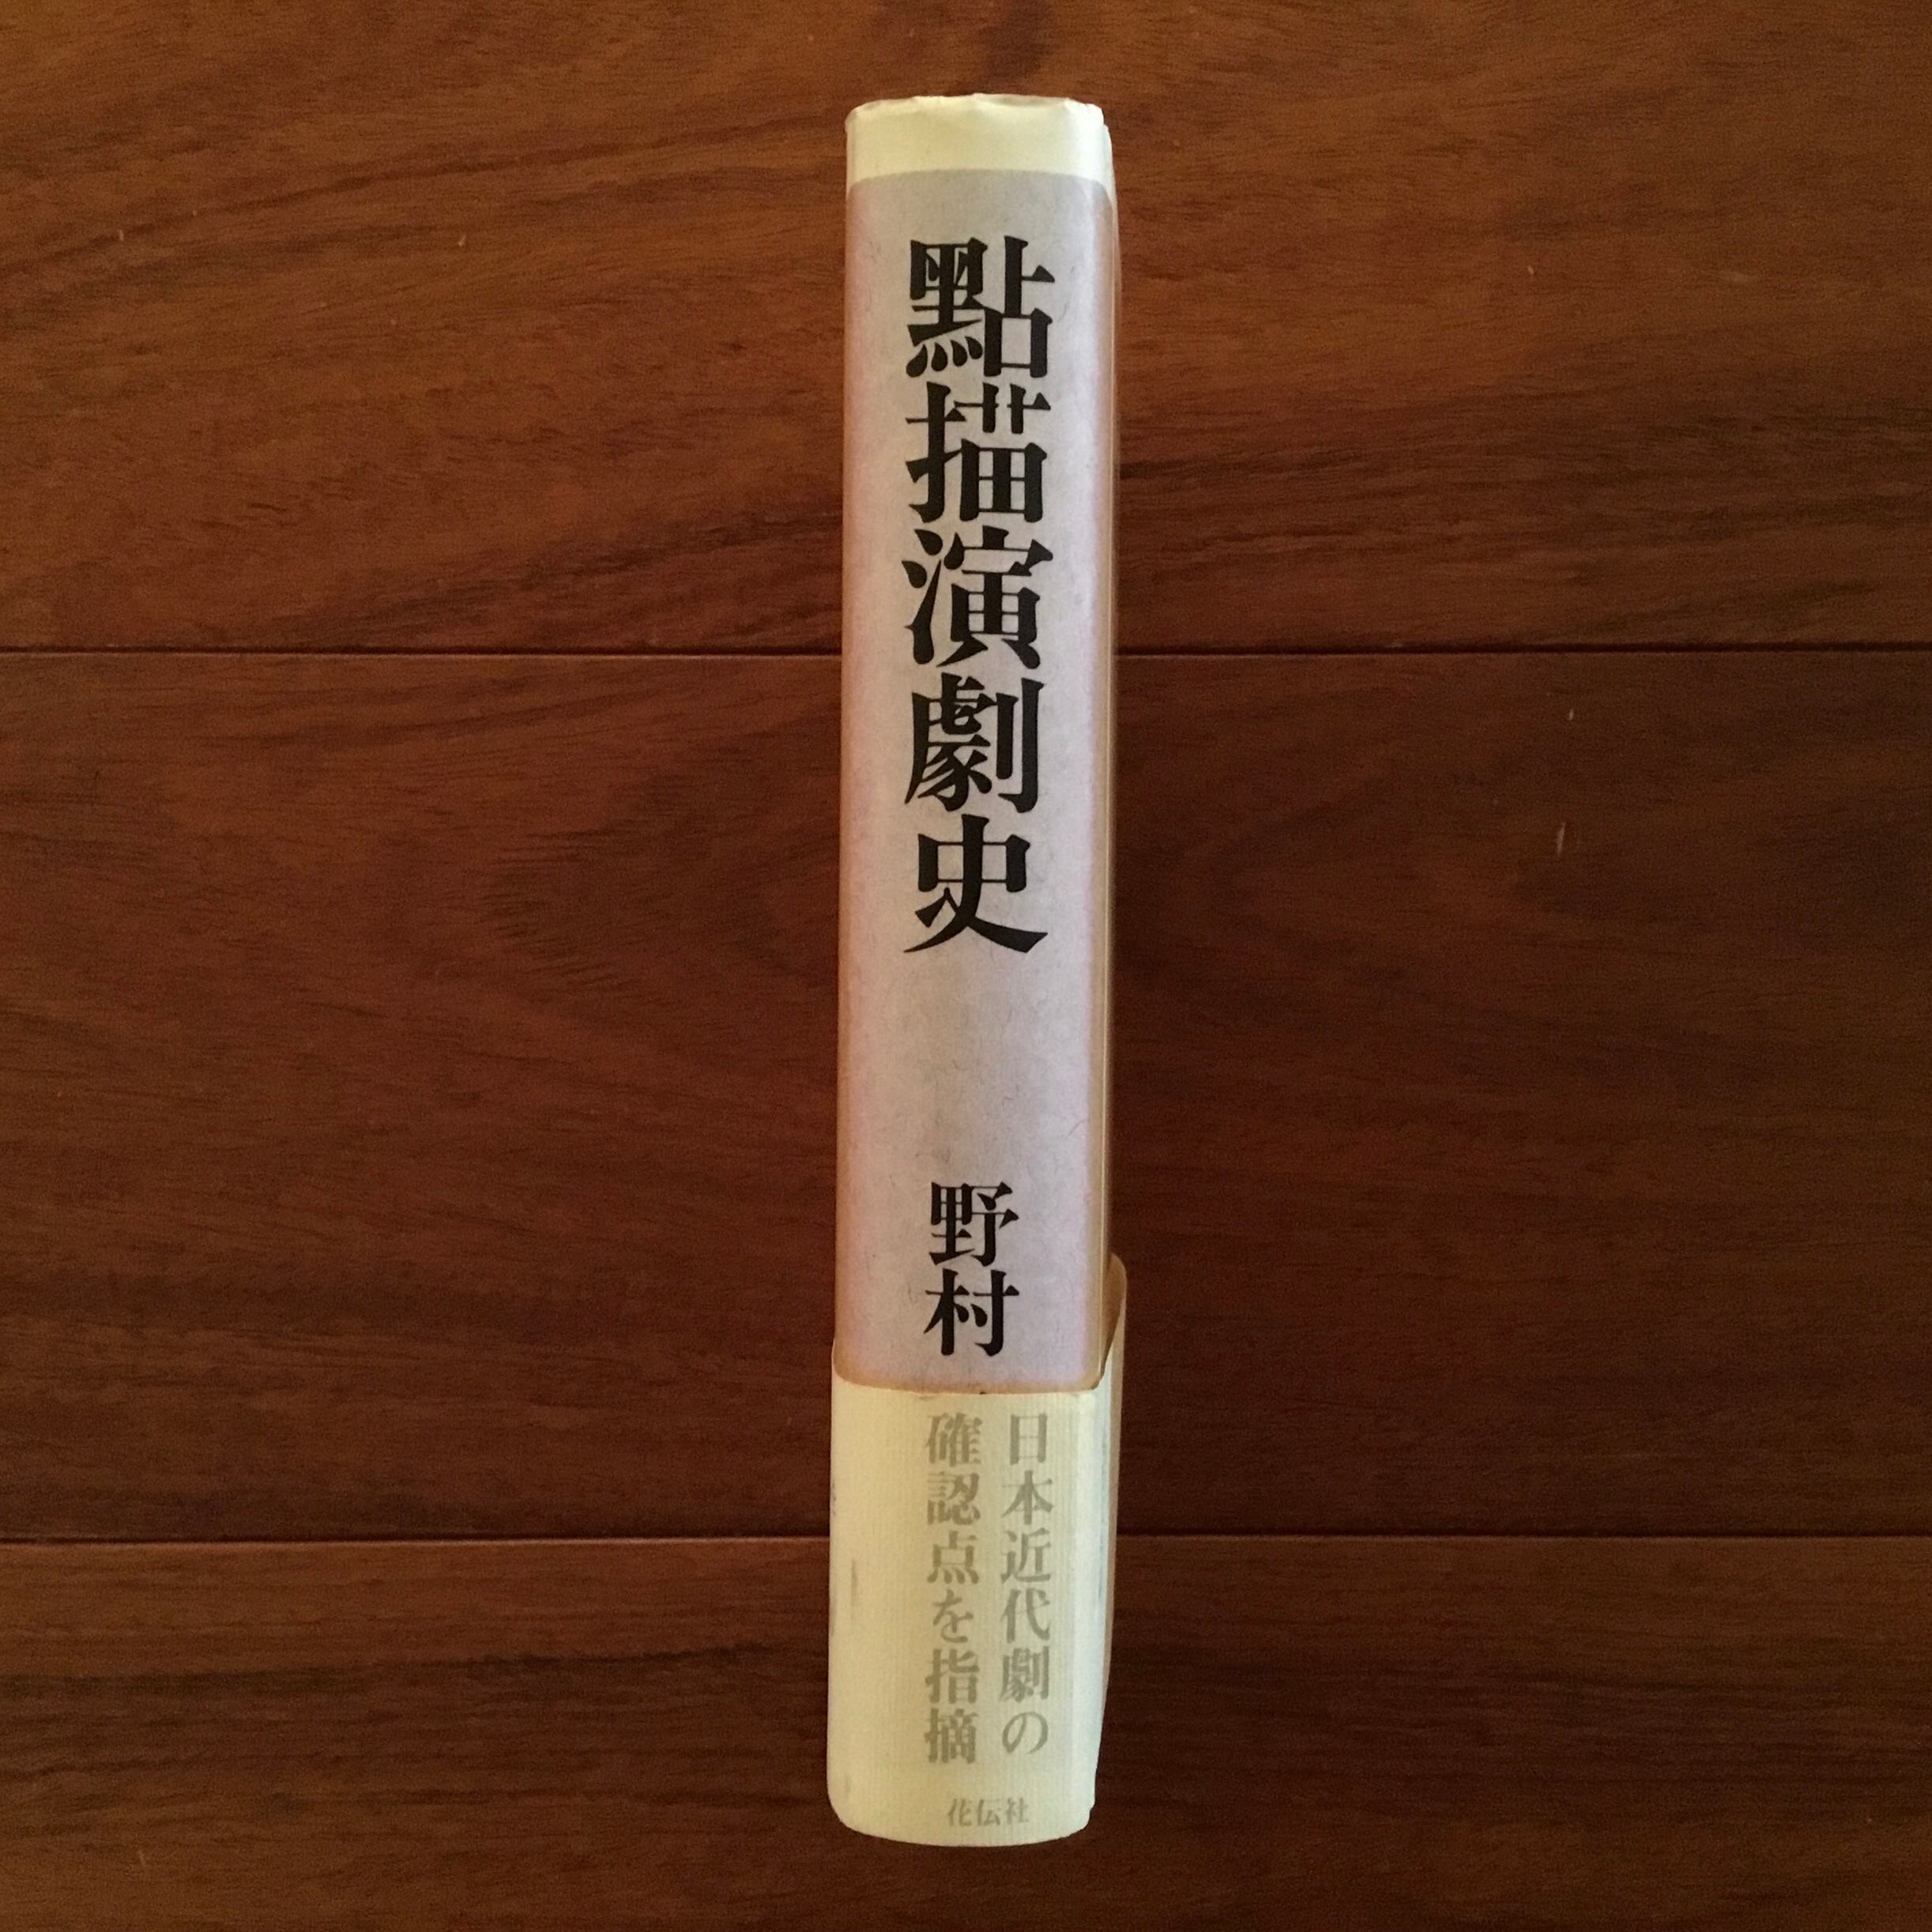 點描演劇史
野村
日本近代劇の
確認点を指摘
花伝社